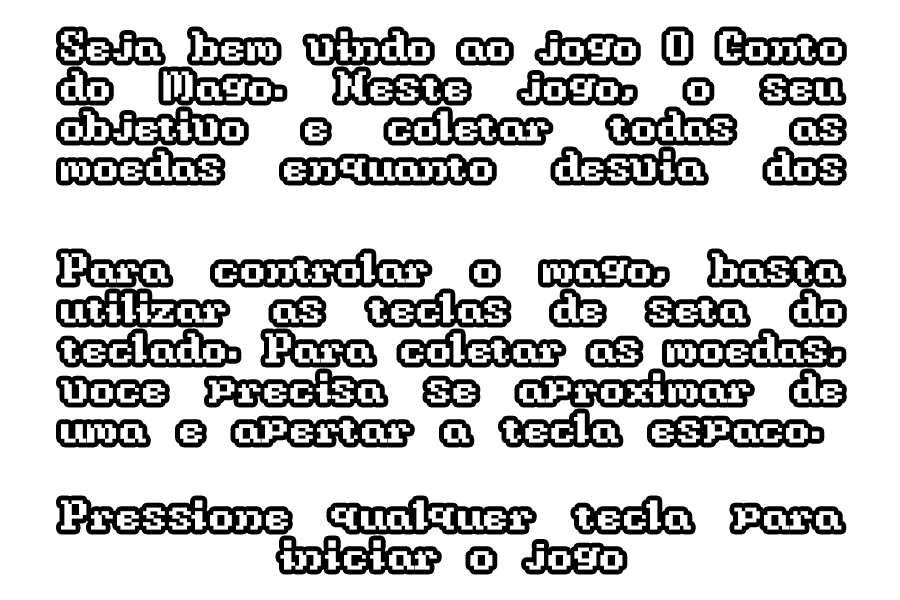 Seja bem vindo ao jogo O Conto
do Mago. Neste jogo, o seu
objetivo e coletar todas as
moedas enquanto desvia dos
Para controlar o mago, basta
utilizar as teclas de seta do
teclado. Para coletar as moedas,
voce precisa se aproximar de
uma e apertar a tecla espaco.
Pressione qualquer tecla para
iniciar o jogo